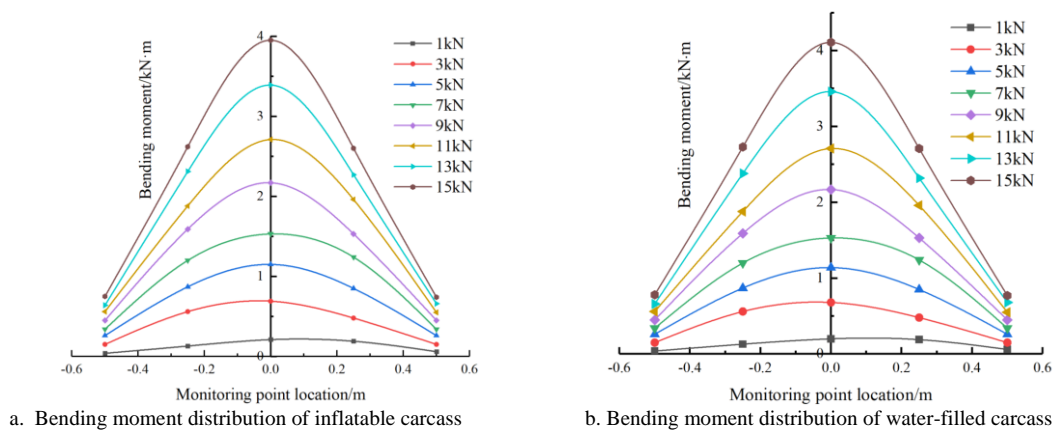 Bending moment/kN·m
4
3
2
1
0
-0.6
-0.4
-0.2
0.0
0.2
0.4
0.6
Monitoring point location/m
1kN
3kN
5kN
7kN
9kN
11kN
13kN
15kN
a. Bending moment distribution of inflatable carcass
Bending moment/kN·m
4
3
2
1
0
-0.6
-0.4
-0.2
0.0
0.2
0.4
0.6
Monitoring point location/m
1kN
3kN
5kN
7kN
9kN
11kN
13kN
15kN
b. Bending moment distribution of water-filled carcass